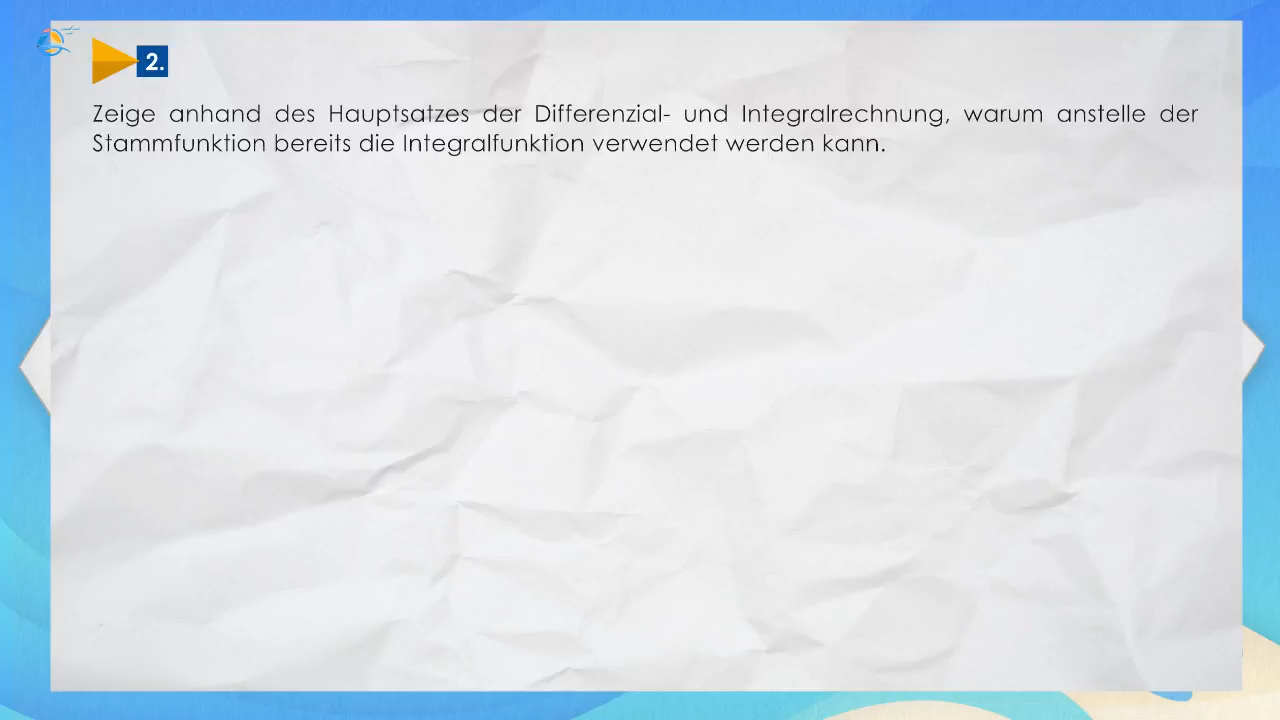 2.
Zeige anhand des Hauptsatzes der Differenzial- und Integralrechnung, warum anstelle der
Stammfunktion bereits die Integralfunktion verwendet werden kann.